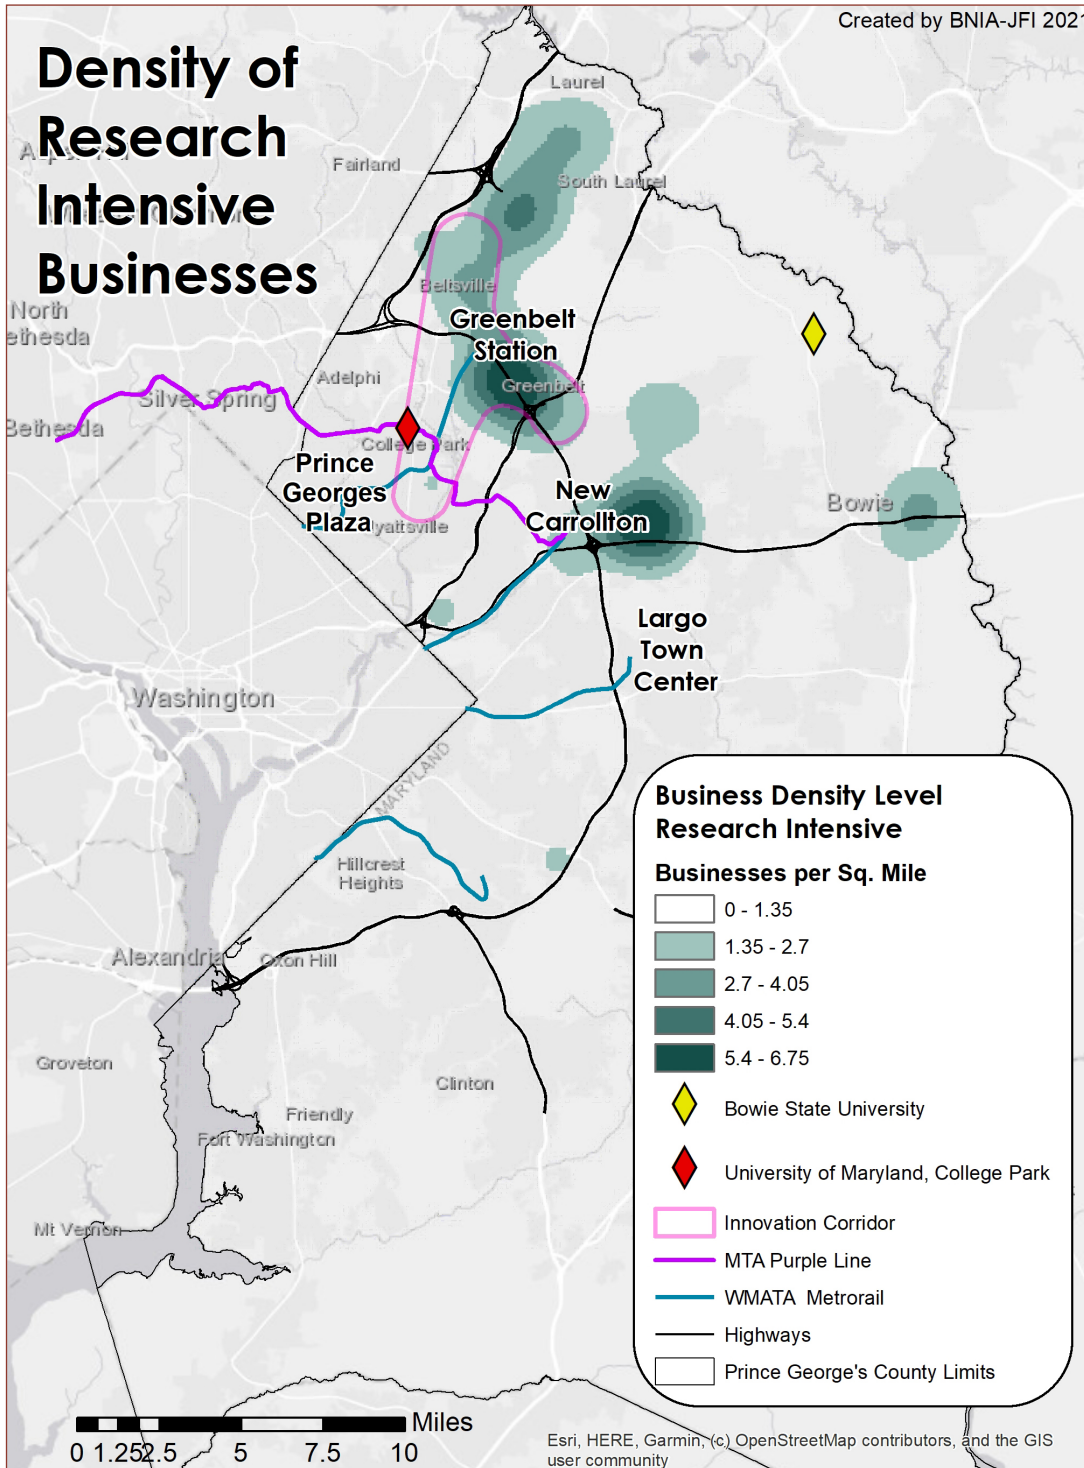 Created by BNIA-JFI 2021
Density of
Research
Intensive
Businesses
Laurel
Fairland
South Laurel
Beltsville
North
ethesda
Greenbelt
Station
Adelphi
Greenbelt
Silver Spring
Bethesda
College Park
Prince
Georges
Plaza
yattsville
New
Carrollton
Bowie
Largo
Town
Center
Washington
MARYLAND
Hillcrest
Heights
Alexandria
Oxon Hill
Groveton
Clinton
Friendly
Fort Washington
Mt Vernon
Business Density Level
Research Intensive
Businesses per Sq. Mile
0 - 1.35
1.35 - 2.7
2.7 - 4.05
4.05 - 5.4
5.4 - 6.75
Bowie State University
University of Maryland, College Park
Innovation Corridor
MTA Purple Line
WMATA Metrorail
Highways
Prince George's County Limits
Miles
0 1.25 2.5 5 7.5 10
Esri, HERE, Garmin, (c) OpenStreetMap contributors, and the GIS
user community